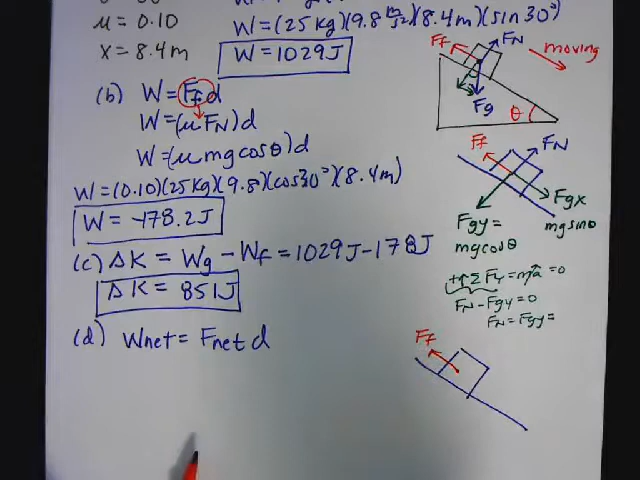 W = (25 kg)(9.8 m/s²)(8.4 m)(sin 30°)
μ = 0.10
x = 8.4 m
W = 1029 J
(b) W = Ff d
W = (μ FN) d
W = (μ mg cosθ) d
W = (0.10)(25 kg)(9.8)(cos 30°)(8.4 m)
W = -178.2 J
(c) ΔK = Wg - Wf = 1029 J - 178 J
ΔK = 851 J
(d) Wnet = Fnet d
Ff
FN
moving
Fg
θ
Ff
FN
Fgx
mg sinθ
Fgy =
mg cosθ
+↑ Σ Fy = ma = 0
FN - Fgy = 0
FN = Fgy =
Ff